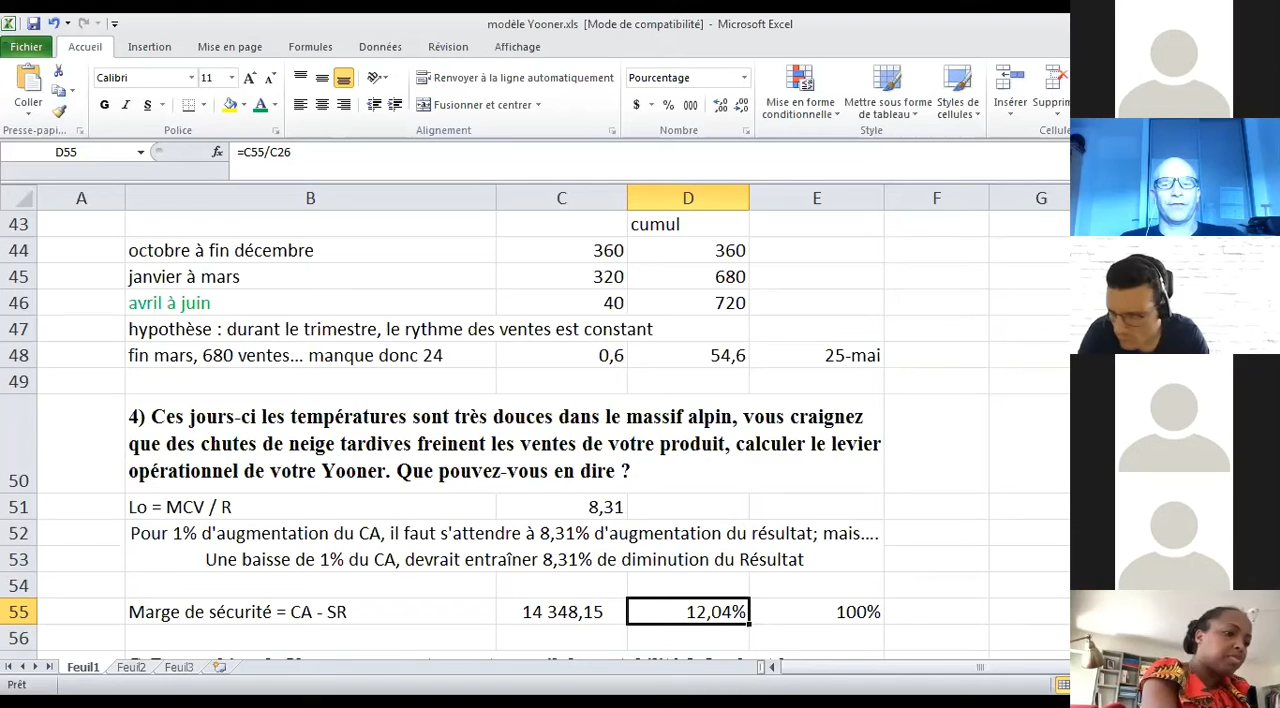 modèle Yooner.xls [Mode de compatibilité] - Microsoft Excel
Fichier Accueil Insertion Mise en page Formules Données Révision Affichage
Coller
Calibri 11
Renvoyer à la ligne automatiquement
Pourcentage
G I S
Fusionner et centrer
$ % 000
Mise en forme conditionnelle
Mettre sous forme de tableau
Styles de cellules
Insérer
Supprim
Presse-papi...
Police
Alignement
Nombre
Style
Cellule
D55 fx =C55/C26
A B C D E F G
43 cumul
44 octobre à fin décembre 360 360
45 janvier à mars 320 680
46 avril à juin 40 720
47 hypothèse : durant le trimestre, le rythme des ventes est constant
48 fin mars, 680 ventes... manque donc 24 0,6 54,6 25-mai
49
4) Ces jours-ci les températures sont très douces dans le massif alpin, vous craignez
que des chutes de neige tardives freinent les ventes de votre produit, calculer le levier
50 opérationnel de votre Yooner. Que pouvez-vous en dire ?
51 Lo = MCV / R 8,31
52 Pour 1% d'augmentation du CA, il faut s'attendre à 8,31% d'augmentation du résultat; mais....
53 Une baisse de 1% du CA, devrait entraîner 8,31% de diminution du Résultat
54
55 Marge de sécurité = CA - SR 14 348,15 12,04% 100%
56
Feuil1 Feuil2 Feuil3
Prêt